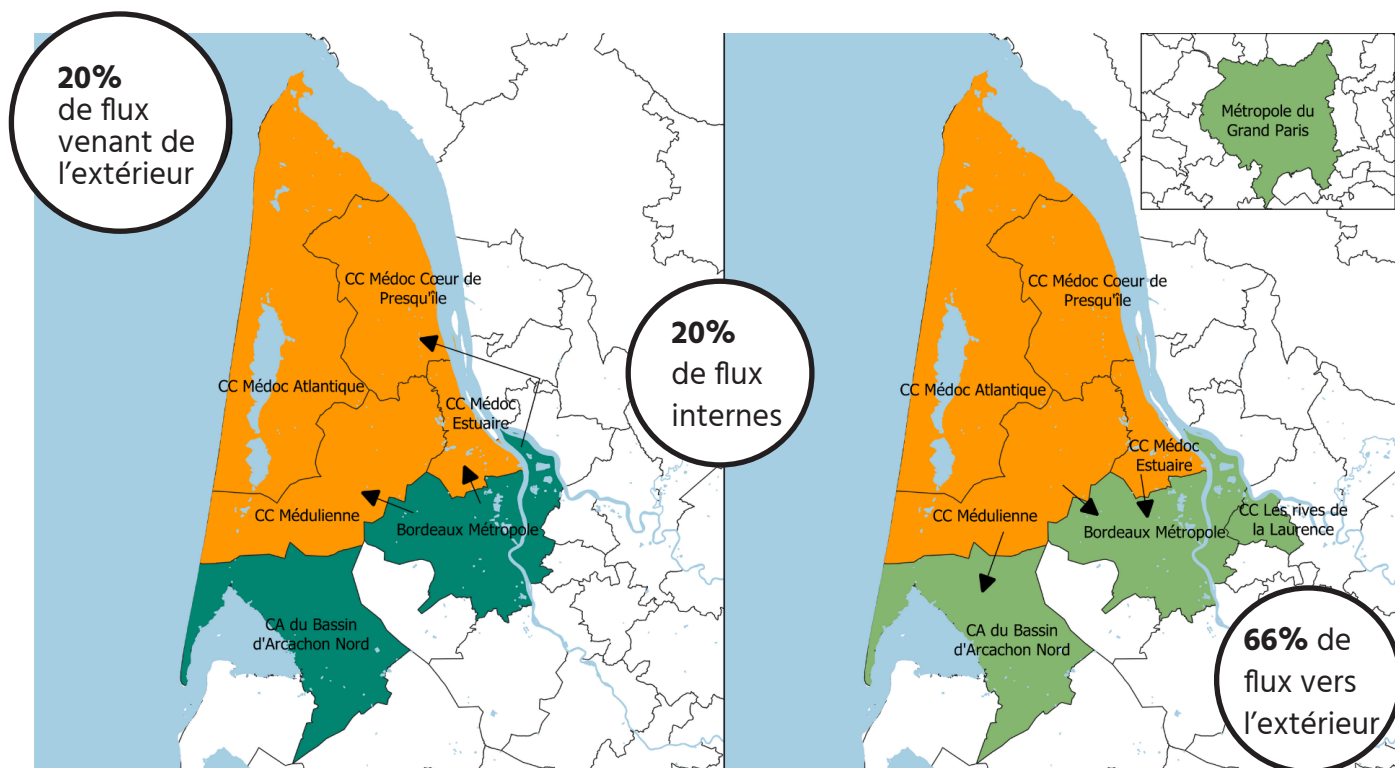 20%
de flux
venant de
l'extérieur
CC Médoc Cœur de
Presqu'île
CC Médoc Atlantique
CC Médoc
Estuaire
CC Médulienne
Bordeaux Métropole
CA du Bassin
d'Arcachon Nord
20%
de flux
internes
Métropole du
Grand Paris
CC Médoc Coeur de
Presqu'île
CC Médoc Atlantique
CC Médoc
Estuaire
CC Médulienne
Bordeaux Métropole
CC Les rives de
la Laurence
CA du Bassin
d'Arcachon Nord
66% de
flux vers
l'extérieur